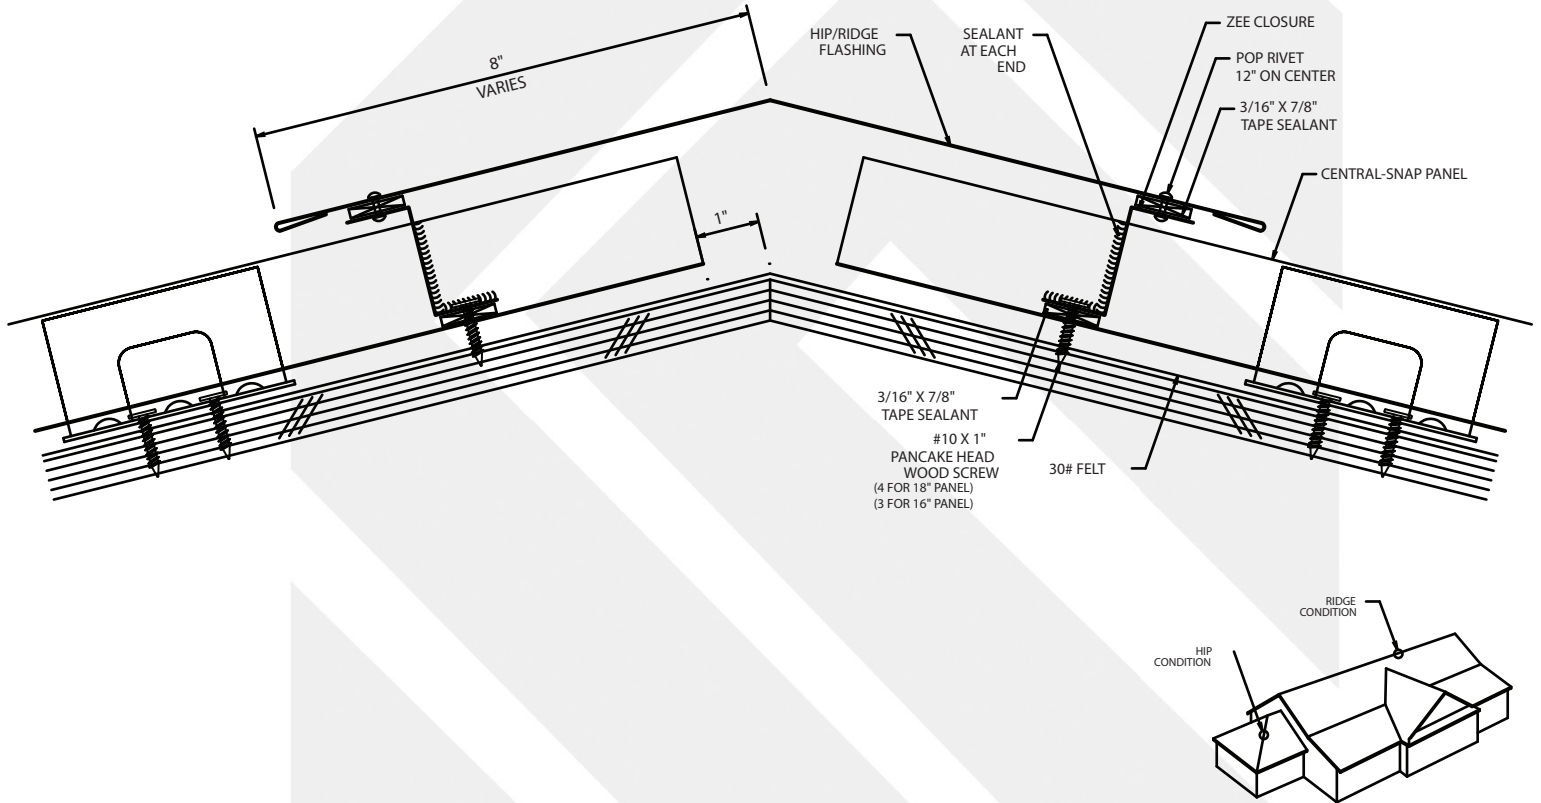 8"
VARIES
HIP/RIDGE
FLASHING
SEALANT
AT EACH
END
ZEE CLOSURE
POP RIVET
12" ON CENTER
3/16" X 7/8"
TAPE SEALANT
CENTRAL-SNAP PANEL
1"
3/16" X 7/8"
TAPE SEALANT
#10 X 1"
PANCAKE HEAD
WOOD SCREW
(4 FOR 18" PANEL)
(3 FOR 16" PANEL)
30# FELT
RIDGE
CONDITION
HIP
CONDITION